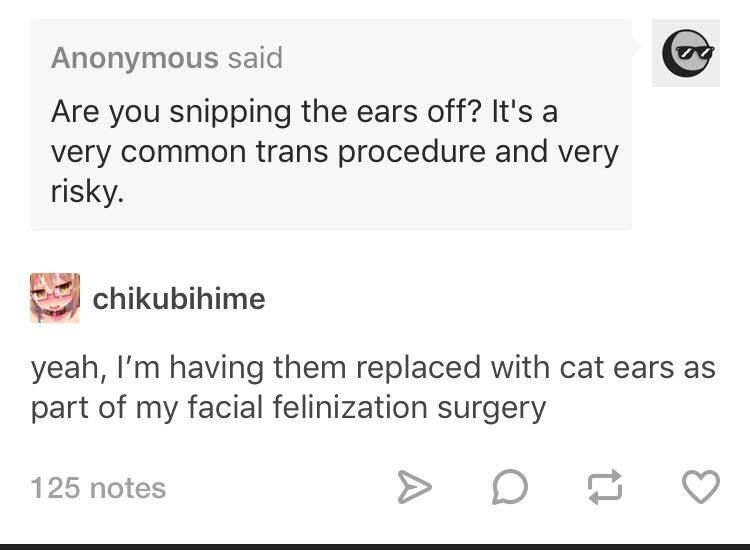 Anonymous said
Are you snipping the ears off? It's a
very common trans procedure and very
risky.
chikubihime
yeah, I’m having them replaced with cat ears as
part of my facial felinization surgery
125 notes